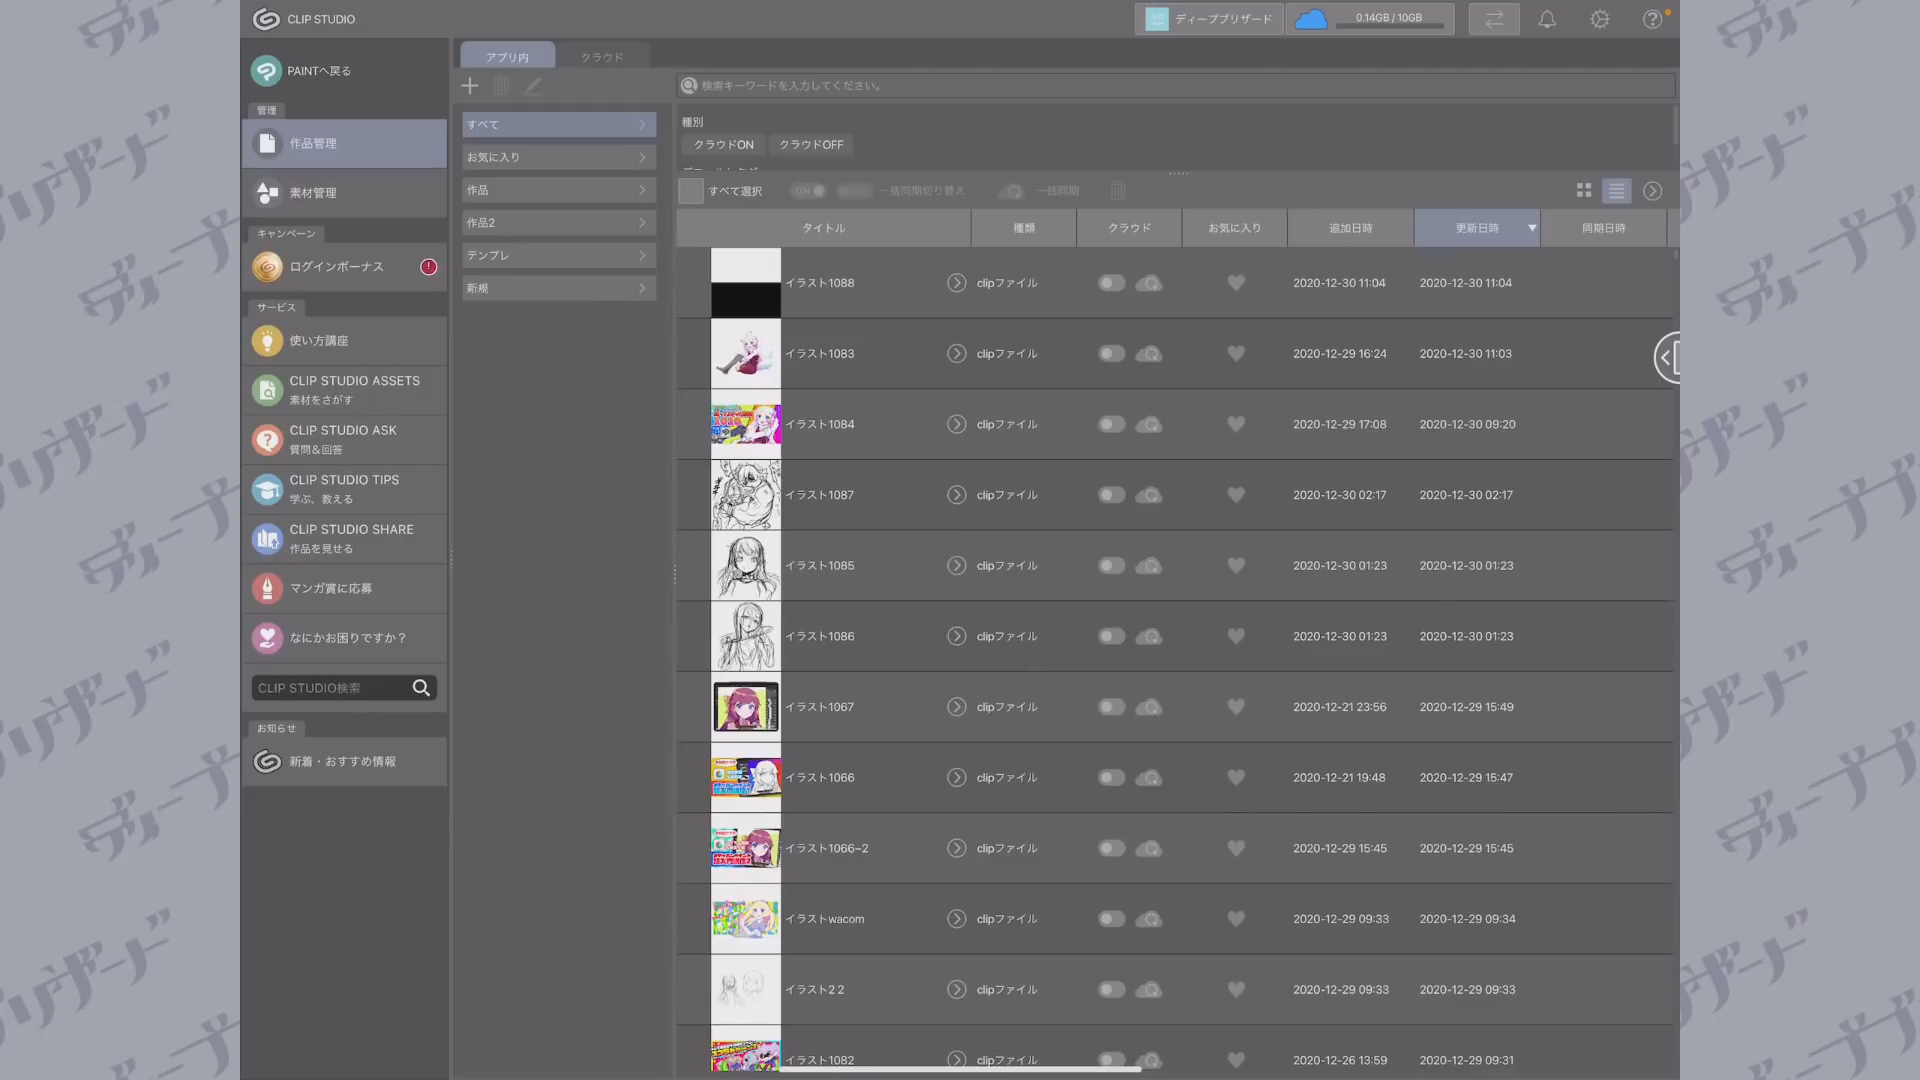 CLIP STUDIO
ディープブリザード
0.14GB / 10GB
PAINTへ戻る
管理
作品管理
素材管理
キャンペーン
ログインボーナス
サービス
使い方講座
CLIP STUDIO ASSETS
素材をさがす
CLIP STUDIO ASK
質問＆回答
CLIP STUDIO TIPS
学ぶ、教える
CLIP STUDIO SHARE
作品を見せる
マンガ賞に応募
なにかお困りですか？
CLIP STUDIO検索
お知らせ
新着・おすすめ情報
アプリ内
クラウド
すべて
お気に入り
作品
作品2
テンプレ
新規
検索キーワードを入力してください。
種別
クラウドON
クラウドOFF
すべて選択
ON
一括同期切り替え
一括同期
タイトル 種類 クラウド お気に入り 追加日時 更新日時 同期日時
イラスト1088 clipファイル 2020-12-30 11:04 2020-12-30 11:04
イラスト1083 clipファイル 2020-12-29 16:24 2020-12-30 11:03
イラスト1084 clipファイル 2020-12-29 17:08 2020-12-30 09:20
イラスト1087 clipファイル 2020-12-30 02:17 2020-12-30 02:17
イラスト1085 clipファイル 2020-12-30 01:23 2020-12-30 01:23
イラスト1086 clipファイル 2020-12-30 01:23 2020-12-30 01:23
イラスト1067 clipファイル 2020-12-21 23:56 2020-12-29 15:49
イラスト1066 clipファイル 2020-12-21 19:48 2020-12-29 15:47
イラスト1066-2 clipファイル 2020-12-29 15:45 2020-12-29 15:45
イラストwacom clipファイル 2020-12-29 09:33 2020-12-29 09:34
イラスト2 2 clipファイル 2020-12-29 09:33 2020-12-29 09:33
イラスト1082 clipファイル 2020-12-26 13:59 2020-12-29 09:31